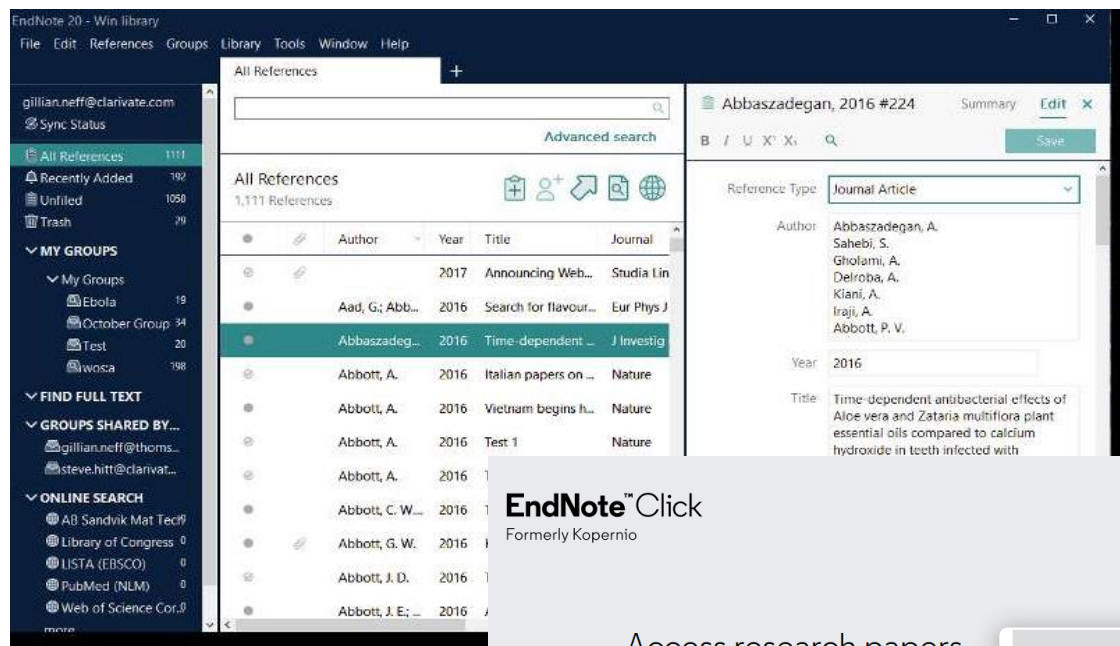 EndNote 20 - Win library
File Edit References Groups Library Tools Window Help
All References +
gillian.neff@clarivate.com
Sync Status
All References 1111
Recently Added 192
Unfiled 1058
Trash 29
MY GROUPS
My Groups
Ebola 19
October Group 34
Test 20
wos:a 198
FIND FULL TEXT
GROUPS SHARED BY...
gillian.neff@thoms...
steve.hitt@clarivat...
ONLINE SEARCH
AB Sandvik Mat Tech
Library of Congress 0
LISTA (EBSCO) 0
PubMed (NLM) 0
Web of Science Cor..
more
Advanced search
All References
1,111 References
Author Year Title Journal
2017 Announcing Web... Studia Lin
Aad, G.; Abb... 2016 Search for flavour... Eur Phys J
Abbaszadeg... 2016 Time-dependent ... J Investig
Abbott, A. 2016 Italian papers on ... Nature
Abbott, A. 2016 Vietnam begins h... Nature
Abbott, A. 2016 Test 1 Nature
Abbott, A. 2016
Abbott, C. W.... 2016
Abbott, G. W. 2016
Abbott, J. D. 2016
Abbott, J. E.; ... 2016
Abbaszadegan, 2016 #224 Summary Edit
B I U X¹ X₁ Save
Reference Type Journal Article
Author Abbaszadegan, A.
Sahebi, S.
Gholami, A.
Delroba, A.
Kiani, A.
Iraji, A.
Abbott, P. V.
Year 2016
Title Time-dependent antibacterial effects of
Aloe vera and Zataria multiflora plant
essential oils compared to calcium
hydroxide in teeth infected with
EndNote™ Click
Formerly Kopernio
Access research papers